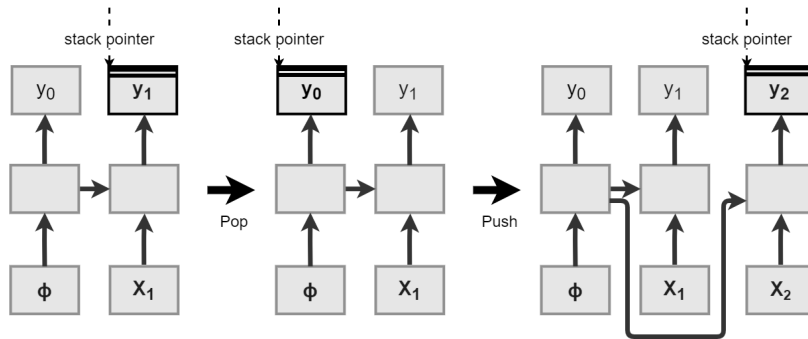 stack pointer stack pointer stack pointer
y₀ y₁ y₀ y₁ y₀ y₁ y₂
Pop Push
ϕ X₁ ϕ X₁ ϕ X₁ X₂